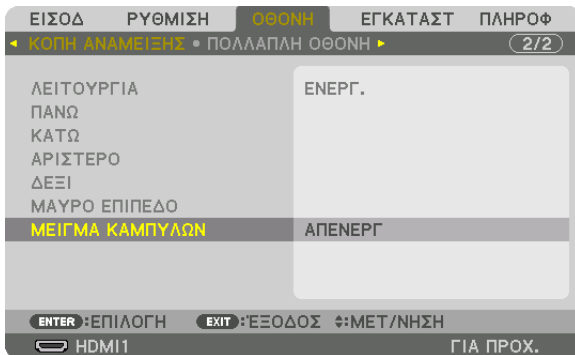 ΕΙΣΟΔ ΡΥΘΜΙΣΗ ΟΘΟΝΗ ΕΓΚΑΤΑΣΤ ΠΛΗΡΟΦ
ΚΟΠΗ ΑΝΑΜΕΙΞΗΣ • ΠΟΛΛΑΠΛΗ ΟΘΟΝΗ 2/2
ΛΕΙΤΟΥΡΓΙΑ ΕΝΕΡΓ.
ΠΑΝΩ
ΚΑΤΩ
ΑΡΙΣΤΕΡΟ
ΔΕΞΙ
ΜΑΥΡΟ ΕΠΙΠΕΔΟ
ΜΕΙΓΜΑ ΚΑΜΠΥΛΩΝ ΑΠΕΝΕΡΓ
ENTER :ΕΠΙΛΟΓΗ EXIT :ΈΞΟΔΟΣ :ΜΕΤ/ΝΗΣΗ
HDMI1 ΓΙΑ ΠΡΟΧ.